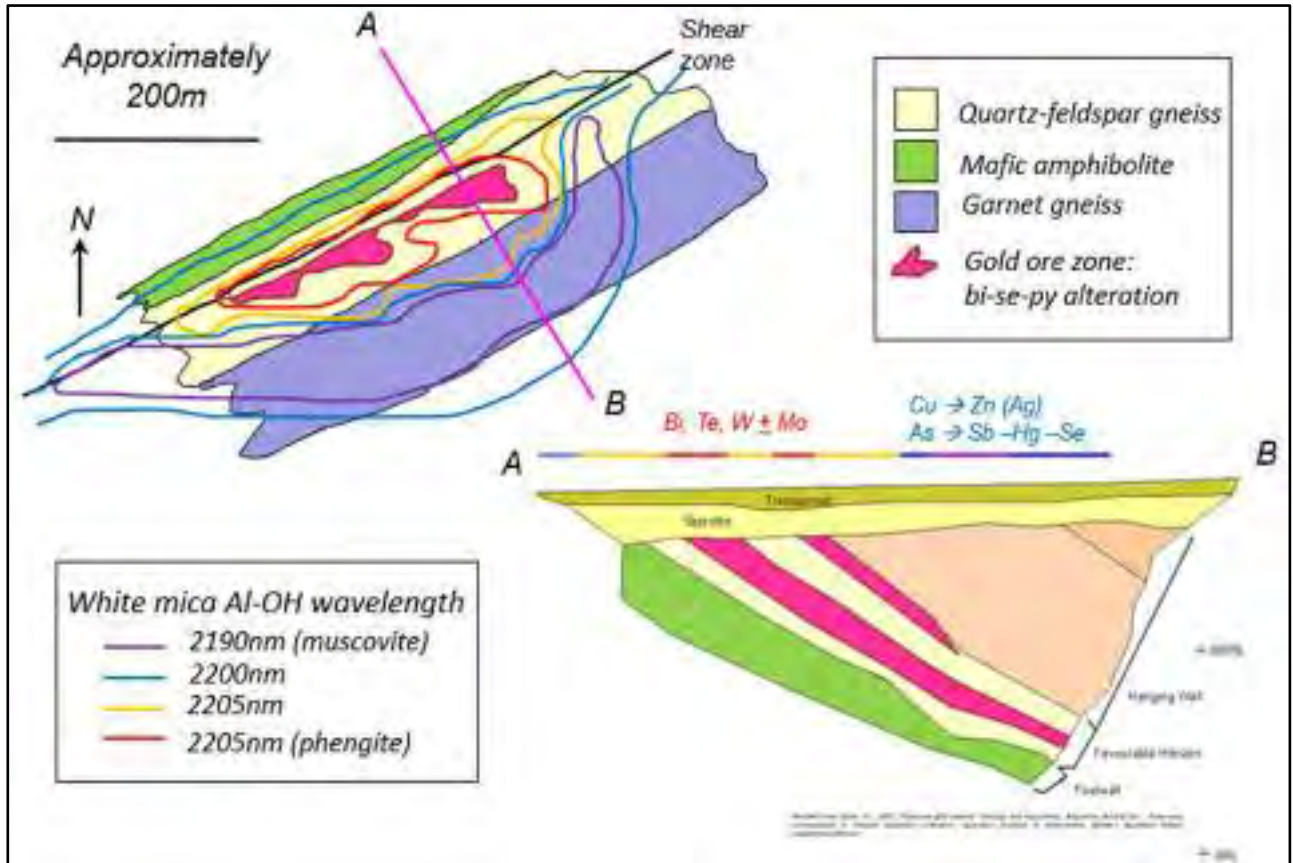 A
Approximately
200m
Shear
zone
N
B
Quartz-feldspar gneiss
Mafic amphibolite
Garnet gneiss
Gold ore zone:
bi-se-py alteration
Bi, Te, W ± Mo
Cu → Zn (Ag)
As → Sb –Hg –Se
A
B
White mica Al-OH wavelength
2190nm (muscovite)
2200nm
2205nm
2205nm (phengite)
Hanging Wall
Favourable Horizon
Footwall